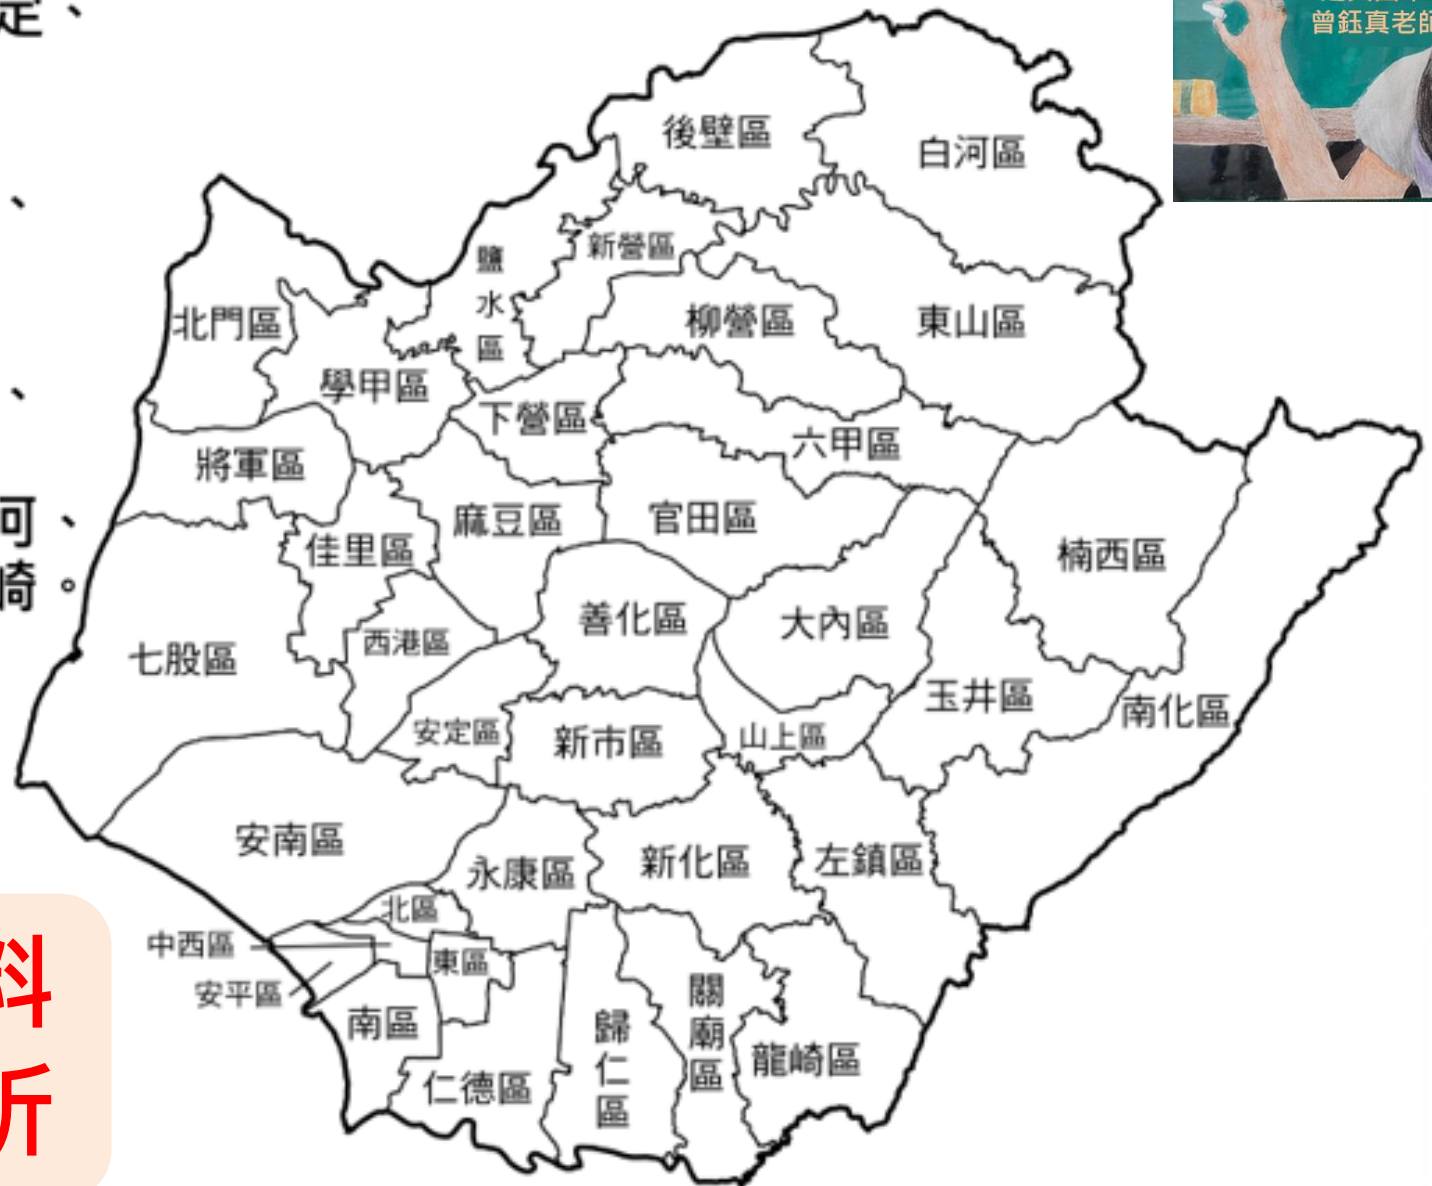 定、
、
、
河、
崎。
曾鈺真老師
後壁區
白河區
鹽水區
新營區
北門區
柳營區
東山區
學甲區
下營區
六甲區
將軍區
麻豆區
官田區
佳里區
楠西區
善化區
大內區
西港區
七股區
玉井區
南化區
安定區
新市區
山上區
安南區
永康區
新化區
左鎮區
北區
中西區
東區
安平區
南區
關廟區
歸仁區
龍崎區
仁德區
料
析